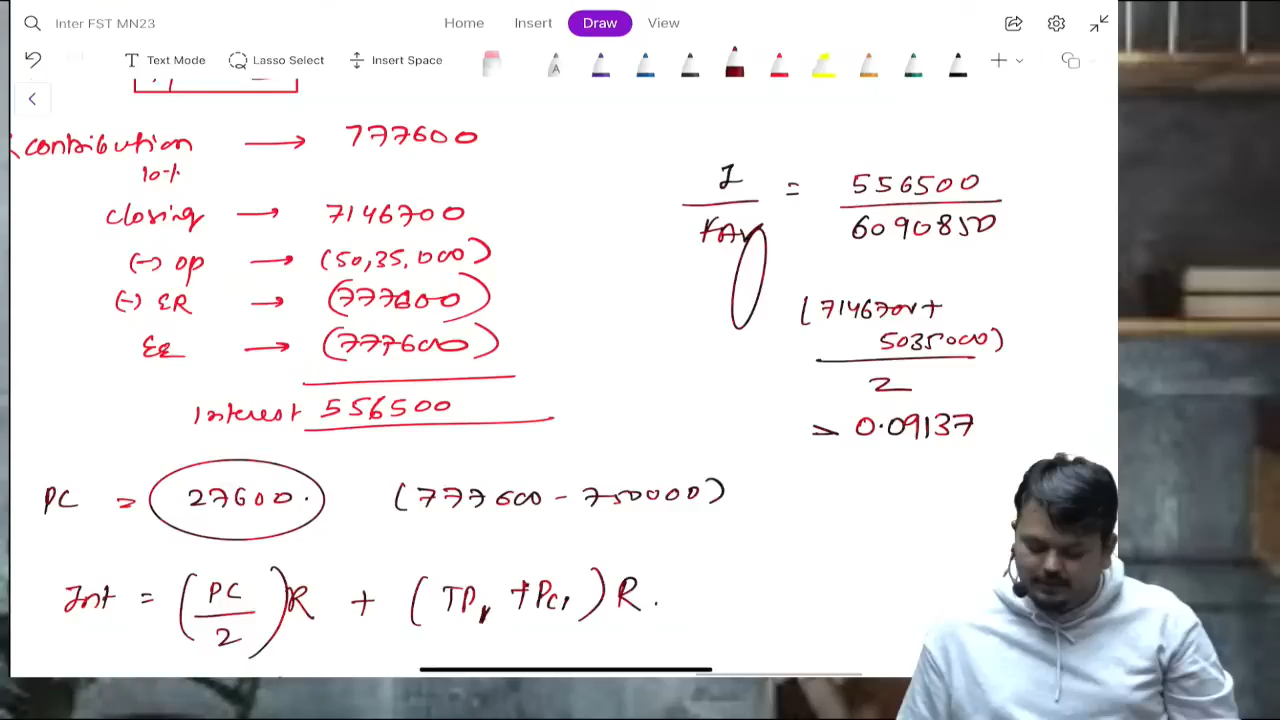 Inter FST MN23
Home Insert Draw View
Text Mode Lasso Select Insert Space
contribution → 777600
10%
closing → 7146700
(-) op → (50,35,000)
(-) ER → (777600)
EE → (777600)
Interest 556500
PC = 27600. (777600 - 750000)
Int = (PC/2)R + (TP1 + PC1)R.
I = 556500
6090850
(7146700 +
5035000)
2
= 0.09137